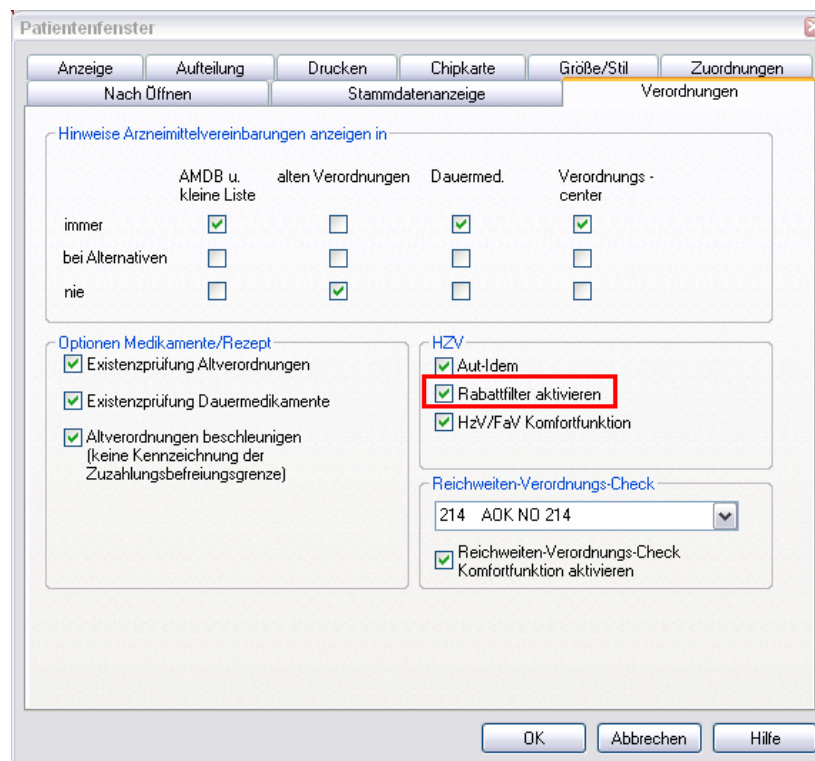 Patientenfenster
Anzeige Aufteilung Drucken Chipkarte Größe/Stil Zuordnungen
Nach Öffnen Stammdatenanzeige Verordnungen
Hinweise Arzneimittelvereinbarungen anzeigen in
AMDB u. alten Verordnungen Dauermed. Verordnungs -
kleine Liste center
immer
bei Alternativen
nie
Optionen Medikamente/Rezept
Existenzprüfung Altverordnungen
Existenzprüfung Dauermedikamente
Altverordnungen beschleunigen
(keine Kennzeichnung der
Zuzahlungsbefreiungsgrenze)
HZV
Aut-Idem
Rabattfilter aktivieren
HzV/FaV Komfortfunktion
Reichweiten-Verordnungs-Check
214 AOK NO 214
Reichweiten-Verordnungs-Check
Komfortfunktion aktivieren
OK Abbrechen Hilfe